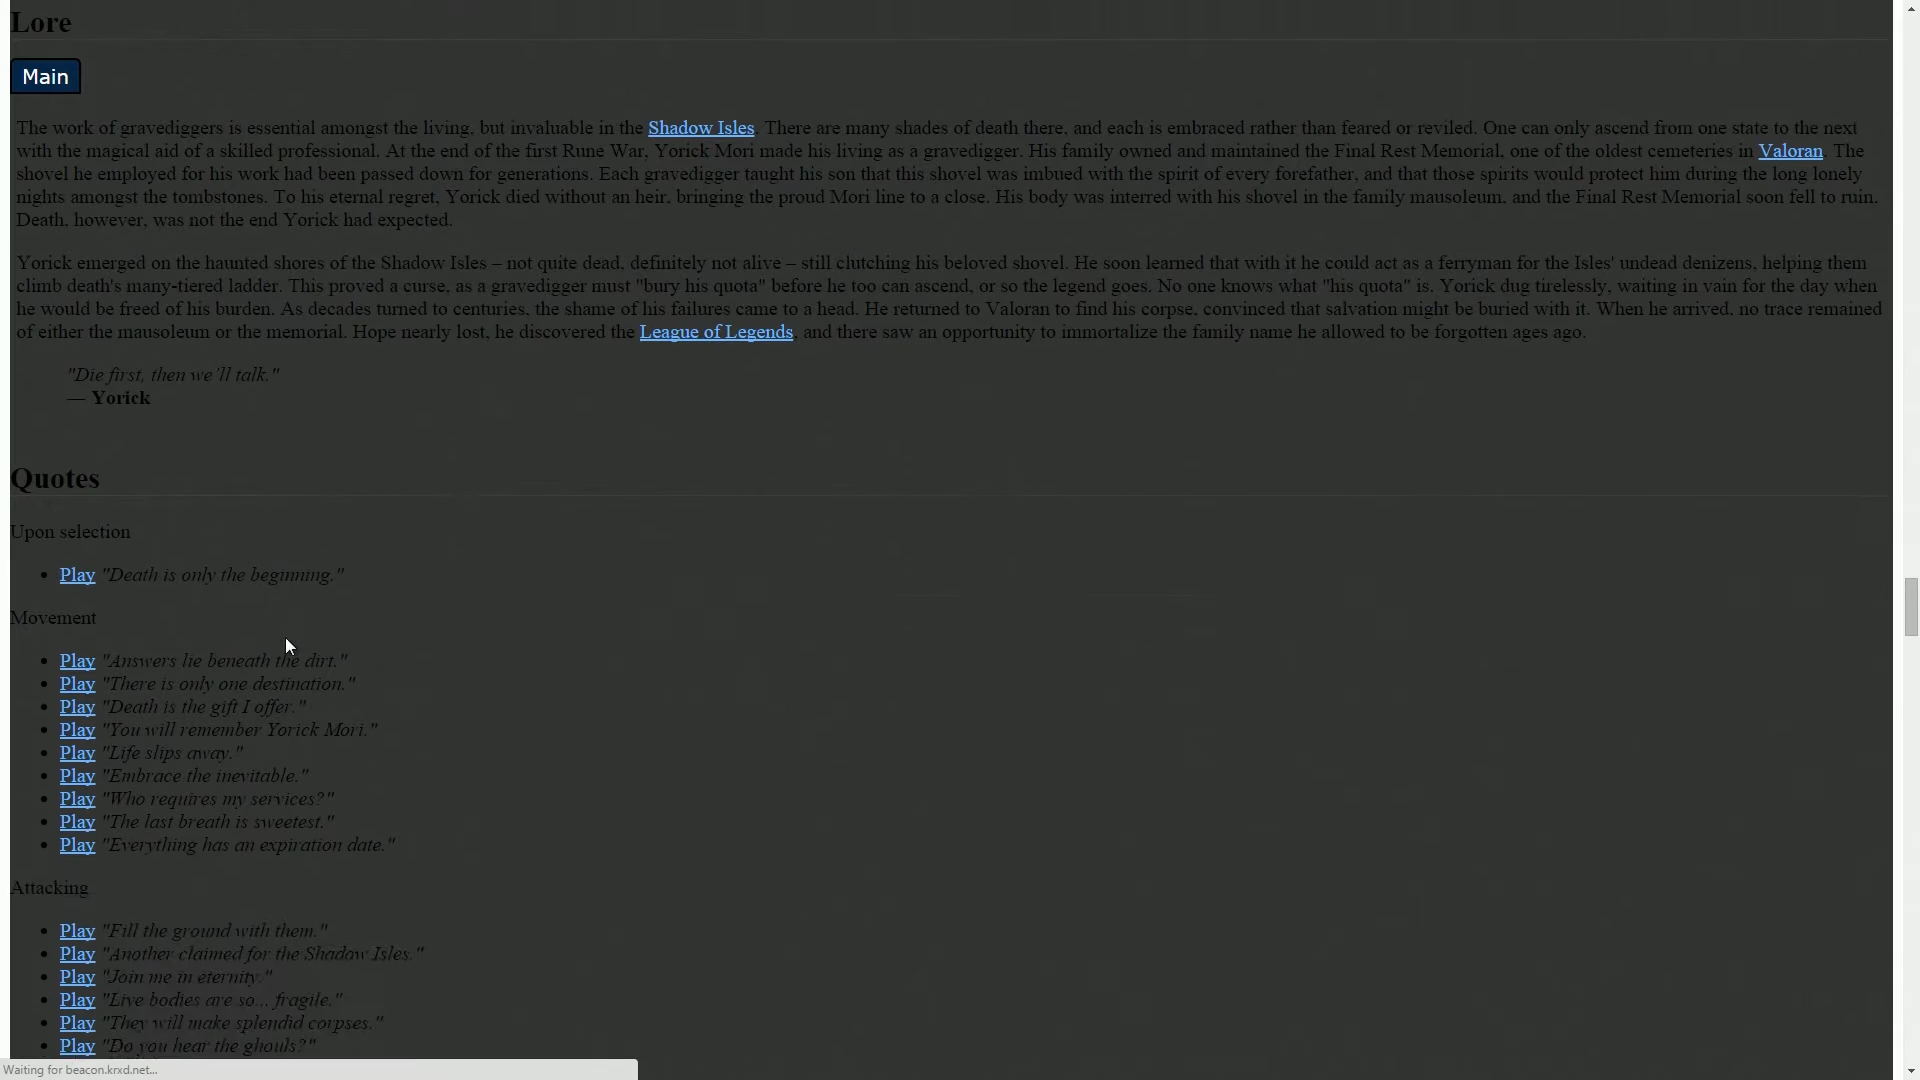 Lore
Main
The work of gravediggers is essential amongst the living, but invaluable in the Shadow Isles. There are many shades of death there, and each is embraced rather than feared or reviled. One can only ascend from one state to the next
with the magical aid of a skilled professional. At the end of the first Rune War, Yorick Mori made his living as a gravedigger. His family owned and maintained the Final Rest Memorial, one of the oldest cemeteries in Valoran. The
shovel he employed for his work had been passed down for generations. Each gravedigger taught his son that this shovel was imbued with the spirit of every forefather, and that those spirits would protect him during the long lonely
nights amongst the tombstones. To his eternal regret, Yorick died without an heir, bringing the proud Mori line to a close. His body was interred with his shovel in the family mausoleum, and the Final Rest Memorial soon fell to ruin.
Death, however, was not the end Yorick had expected.
Yorick emerged on the haunted shores of the Shadow Isles – not quite dead, definitely not alive – still clutching his beloved shovel. He soon learned that with it he could act as a ferryman for the Isles' undead denizens, helping them
climb death's many-tiered ladder. This proved a curse, as a gravedigger must "bury his quota" before he too can ascend, or so the legend goes. No one knows what "his quota" is. Yorick dug tirelessly, waiting in vain for the day when
he would be freed of his burden. As decades turned to centuries, the shame of his failures came to a head. He returned to Valoran to find his corpse, convinced that salvation might be buried with it. When he arrived, no trace remained
of either the mausoleum or the memorial. Hope nearly lost, he discovered the League of Legends, and there saw an opportunity to immortalize the family name he allowed to be forgotten ages ago.
"Die first, then we'll talk."
— Yorick
Quotes
Upon selection
• Play "Death is only the beginning."
Movement
• Play "Answers lie beneath the dirt."
• Play "There is only one destination."
• Play "Death is the gift I offer."
• Play "You will remember Yorick Mori."
• Play "Life slips away."
• Play "Embrace the inevitable."
• Play "Who requires my services?"
• Play "The last breath is sweetest."
• Play "Everything has an expiration date."
Attacking
• Play "Fill the ground with them."
• Play "Another claimed for the Shadow Isles."
• Play "Join me in eternity."
• Play "Live bodies are so... fragile."
• Play "They will make splendid corpses."
• Play "Do you hear the ghouls?"
Waiting for beacon.krxd.net...